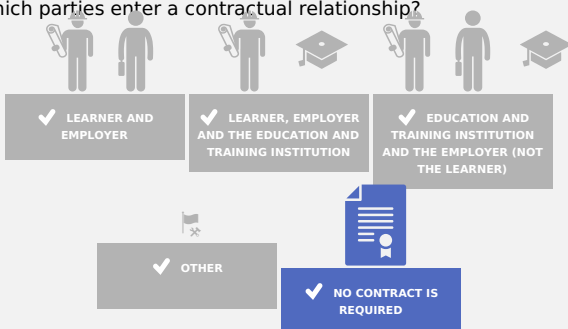 hich parties enter a contractual relationship?
LEARNER AND
EMPLOYER
LEARNER, EMPLOYER
AND THE EDUCATION AND
TRAINING INSTITUTION
EDUCATION AND
TRAINING INSTITUTION
AND THE EMPLOYER (NOT
THE LEARNER)
OTHER
NO CONTRACT IS
REQUIRED